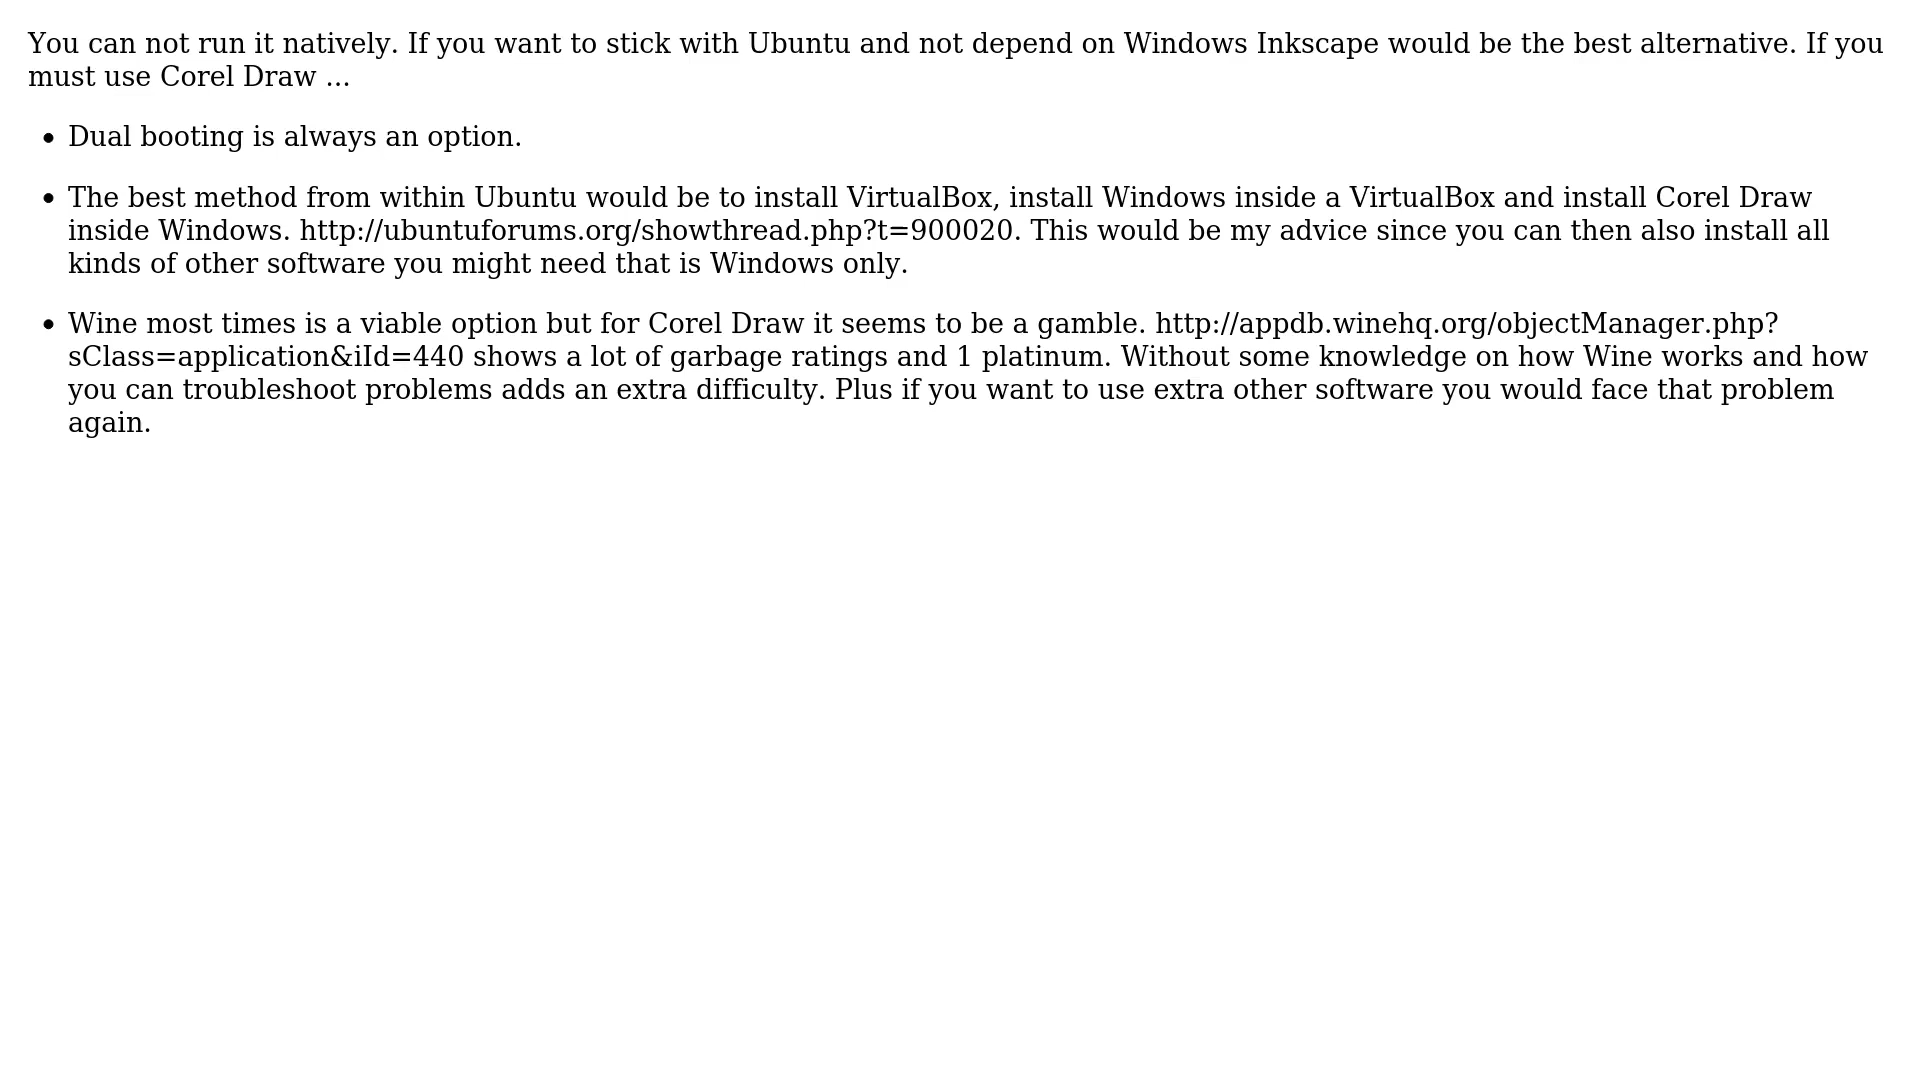 You can not run it natively. If you want to stick with Ubuntu and not depend on Windows Inkscape would be the best alternative. If you
must use Corel Draw ...
• Dual booting is always an option.
• The best method from within Ubuntu would be to install VirtualBox, install Windows inside a VirtualBox and install Corel Draw
inside Windows. http://ubuntuforums.org/showthread.php?t=900020. This would be my advice since you can then also install all
kinds of other software you might need that is Windows only.
• Wine most times is a viable option but for Corel Draw it seems to be a gamble. http://appdb.winehq.org/objectManager.php?
sClass=application&iId=440 shows a lot of garbage ratings and 1 platinum. Without some knowledge on how Wine works and how
you can troubleshoot problems adds an extra difficulty. Plus if you want to use extra other software you would face that problem
again.